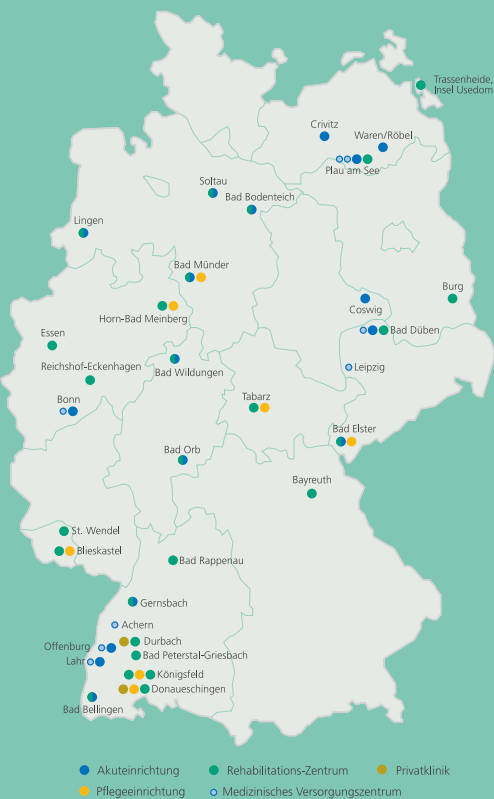 Trassenheide,
Insel Usedom
Crivitz
Waren/Röbel
Plau am See
Soltau
Bad Bodenteich
Lingen
Bad Münder
Burg
Coswig
Horn-Bad Meinberg
Bad Düben
Essen
Reichshof-Eckenhagen
Bad Wildungen
Leipzig
Bonn
Tabarz
Bad Elster
Bad Orb
Bayreuth
St. Wendel
Blieskastel
Bad Rappenau
Gernsbach
Achern
Offenburg
Durbach
Lahr
Bad Peterstal-Griesbach
Königsfeld
Donaueschingen
Bad Bellingen
Akuteinrichtung
Rehabilitations-Zentrum
Privatklinik
Pflegeeinrichtung
Medizinisches Versorgungszentrum